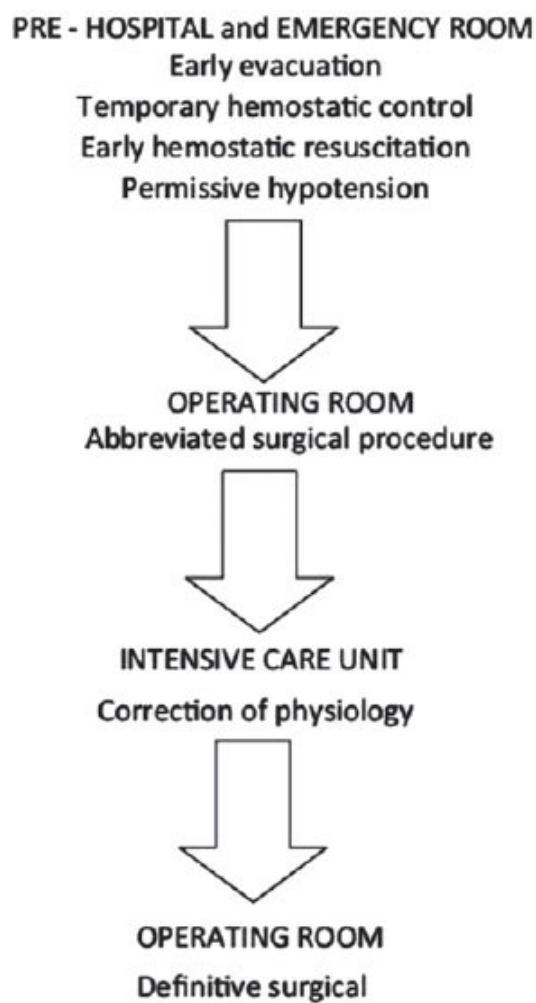 PRE - HOSPITAL and EMERGENCY ROOM
Early evacuation
Temporary hemostatic control
Early hemostatic resuscitation
Permissive hypotension
OPERATING ROOM
Abbreviated surgical procedure
INTENSIVE CARE UNIT
Correction of physiology
OPERATING ROOM
Definitive surgical